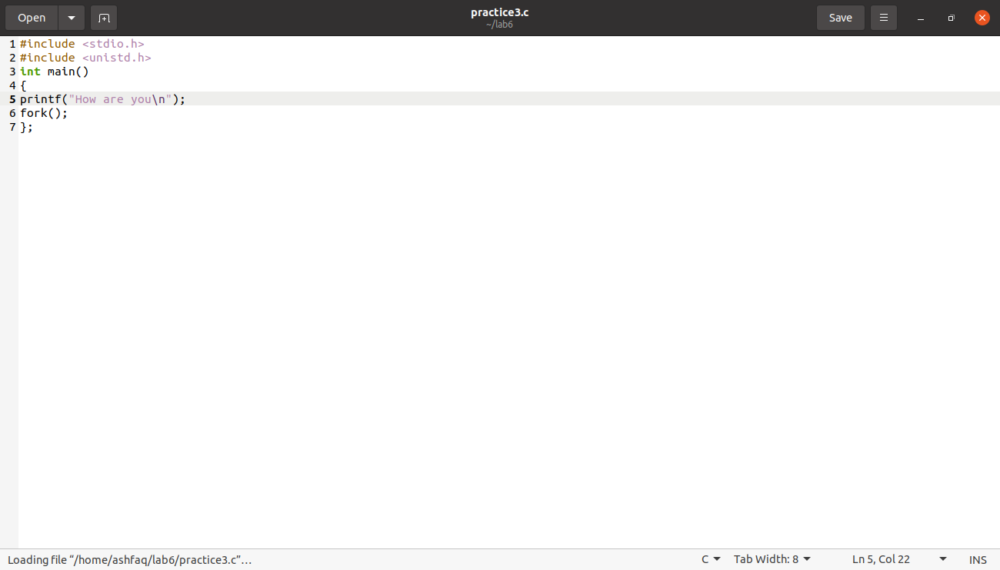 Open
practice3.c
~/lab6
Save
1 #include <stdio.h>
2 #include <unistd.h>
3 int main()
4 {
5 printf("How are you\n");
6 fork();
7 };
Loading file “/home/ashfaq/lab6/practice3.c”… C Tab Width: 8 Ln 5, Col 22 INS